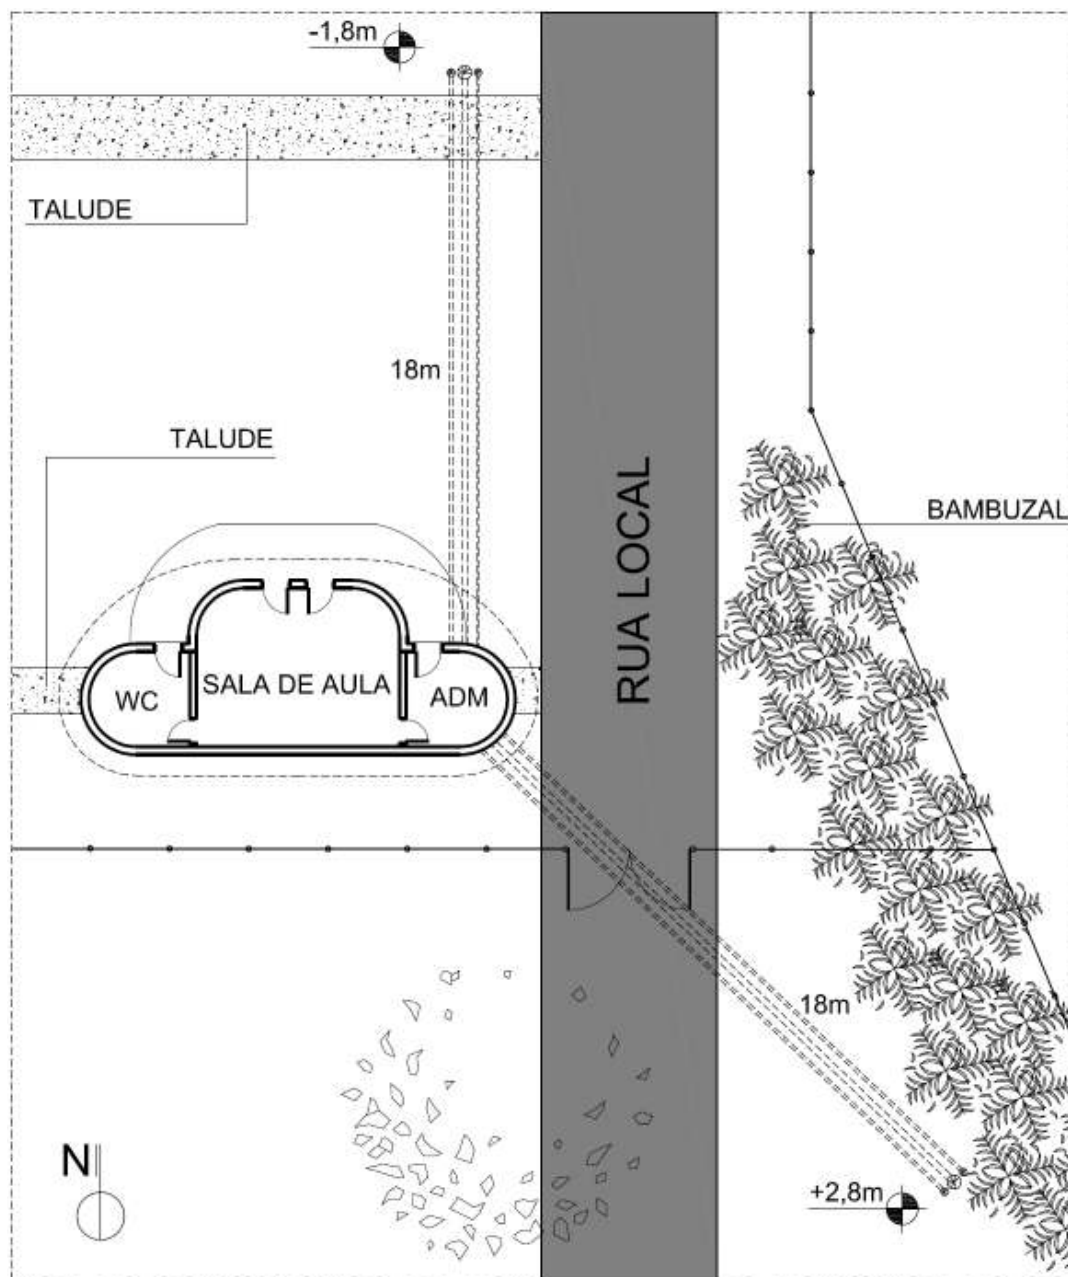 -1,8m
TALUDE
18m
TALUDE
RUA LOCAL
BAMBUZAL
WC
SALA DE AULA
ADM
18m
N
+2,8m